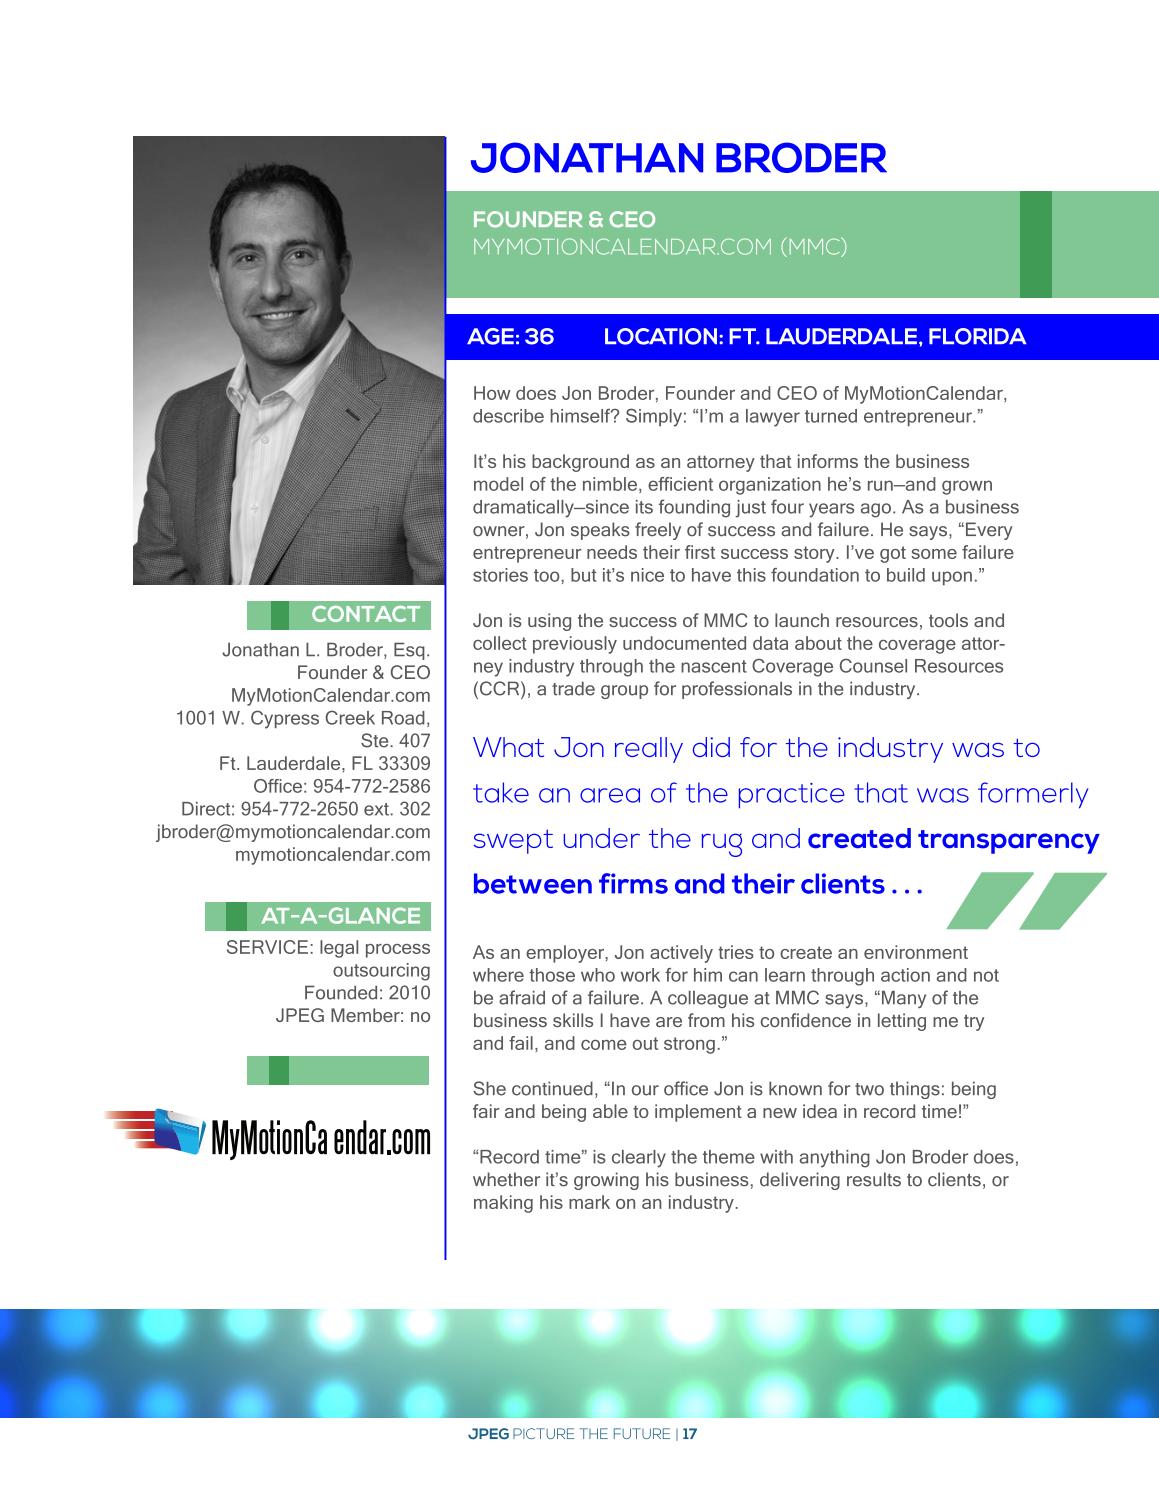 JONATHAN BRODER
FOUNDER & CEO
MYMOTIONCALENDAR.COM (MMC)
AGE: 36 LOCATION: FT. LAUDERDALE, FLORIDA
How does Jon Broder, Founder and CEO of MyMotionCalendar,
describe himself? Simply: “I’m a lawyer turned entrepreneur.”
It’s his background as an attorney that informs the business
model of the nimble, efficient organization he’s run—and grown
dramatically—since its founding just four years ago. As a business
owner, Jon speaks freely of success and failure. He says, “Every
entrepreneur needs their first success story. I’ve got some failure
stories too, but it’s nice to have this foundation to build upon.”
Jon is using the success of MMC to launch resources, tools and
collect previously undocumented data about the coverage attor-
ney industry through the nascent Coverage Counsel Resources
(CCR), a trade group for professionals in the industry.
What Jon really did for the industry was to
take an area of the practice that was formerly
swept under the rug and created transparency
between firms and their clients . . .
As an employer, Jon actively tries to create an environment
where those who work for him can learn through action and not
be afraid of a failure. A colleague at MMC says, “Many of the
business skills I have are from his confidence in letting me try
and fail, and come out strong.”
She continued, “In our office Jon is known for two things: being
fair and being able to implement a new idea in record time!”
“Record time” is clearly the theme with anything Jon Broder does,
whether it’s growing his business, delivering results to clients, or
making his mark on an industry.
CONTACT
Jonathan L. Broder, Esq.
Founder & CEO
MyMotionCalendar.com
1001 W. Cypress Creek Road,
Ste. 407
Ft. Lauderdale, FL 33309
Office: 954-772-2586
Direct: 954-772-2650 ext. 302
jbroder@mymotioncalendar.com
mymotioncalendar.com
AT-A-GLANCE
SERVICE: legal process
outsourcing
Founded: 2010
JPEG Member: no
MyMotionCa endar.com
JPEG PICTURE THE FUTURE | 17